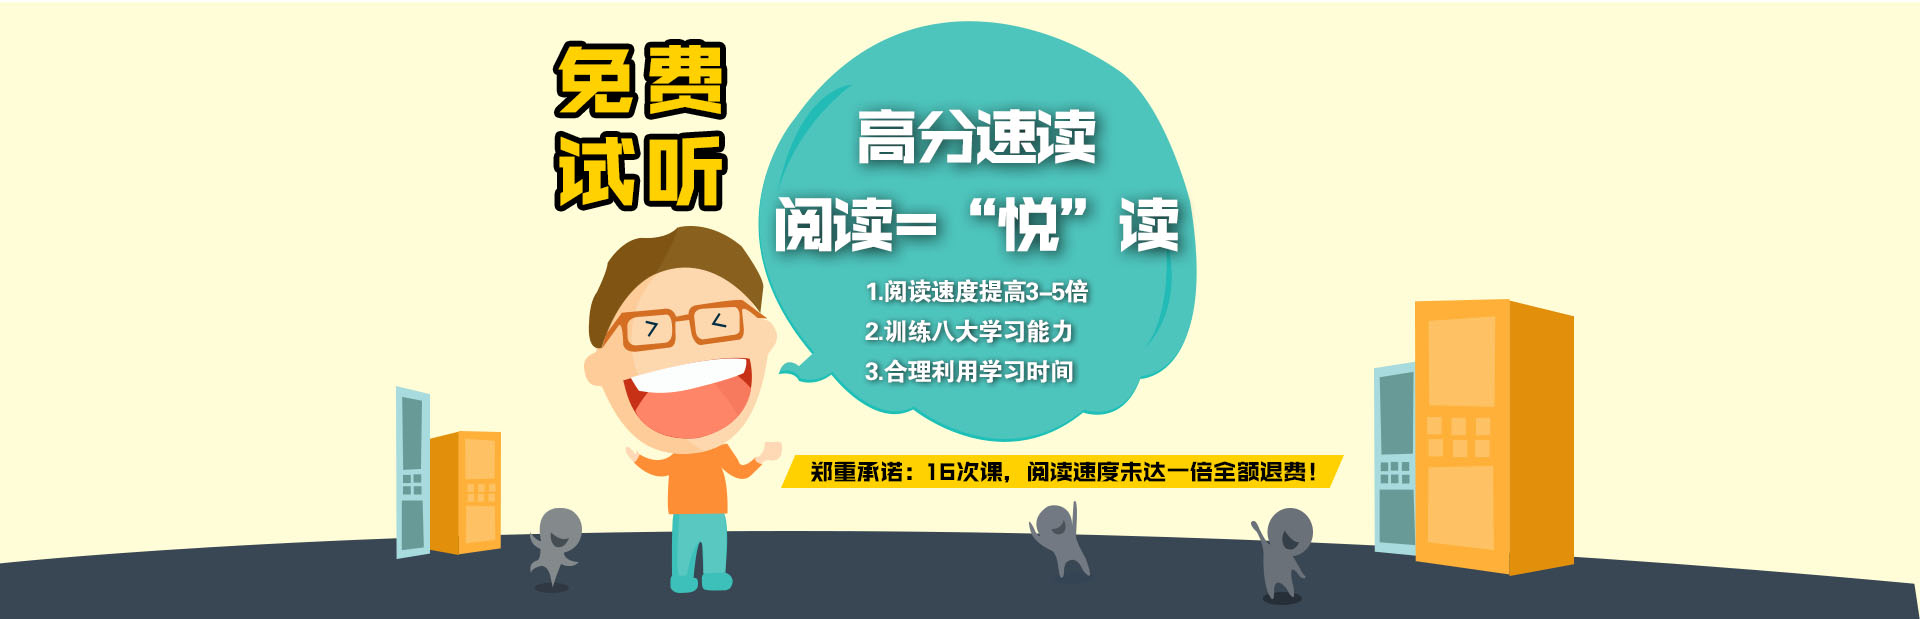 免费
试听
高分速读
阅读=“悦”读
1.阅读速度提高3-5倍
2.训练八大学习能力
3.合理利用学习时间
郑重承诺：16次课，阅读速度未达一倍全额退费！